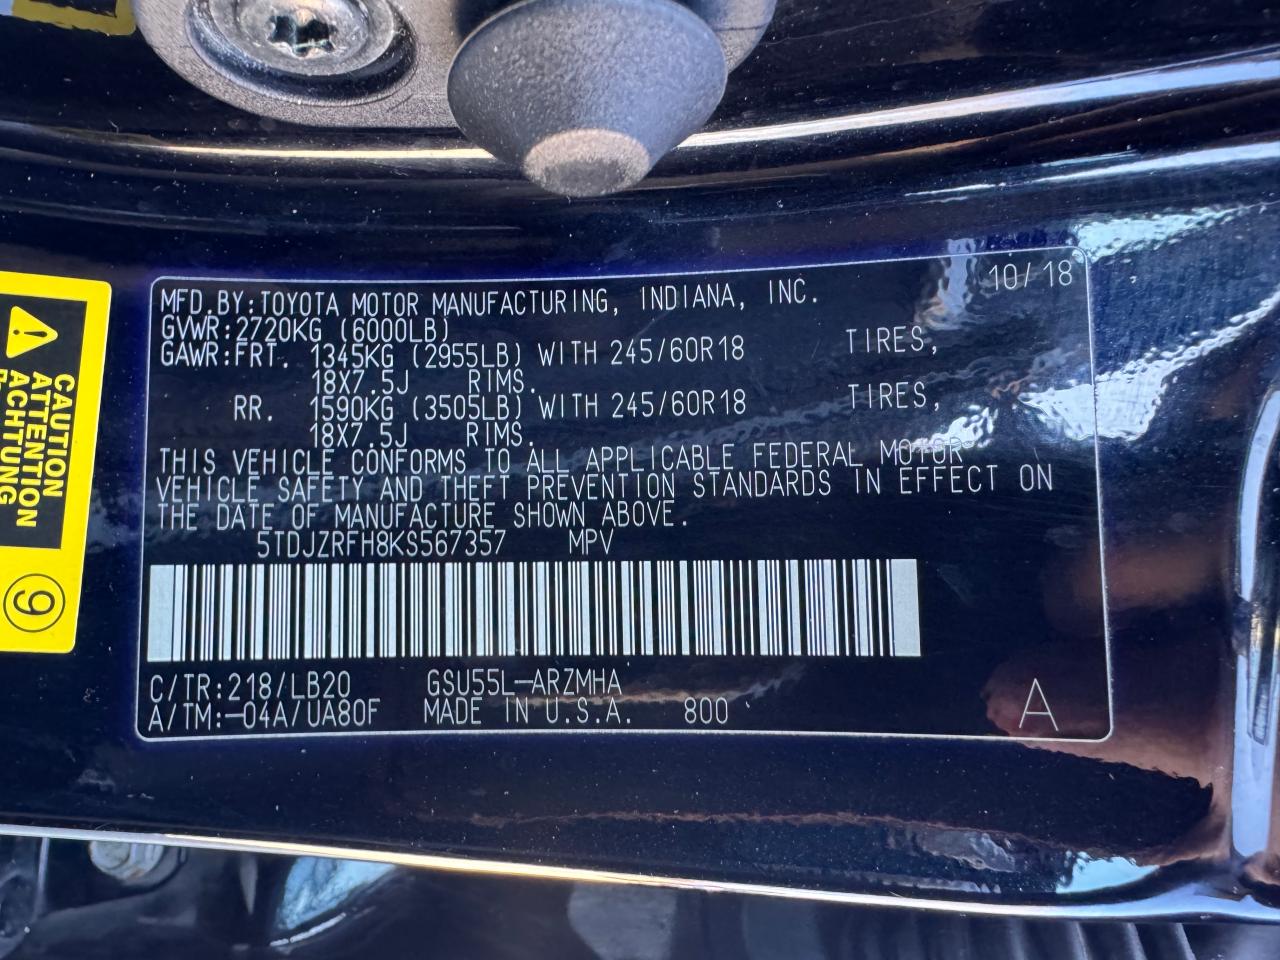 MFD.BY:TOYOTA MOTOR MANUFACTURING, INDIANA, INC. 10/18
GVWR:2720KG (6000LB)
GAWR:FRT. 1345KG (2955LB) WITH 245/60R18 TIRES,
18X7.5J RIMS.
RR. 1590KG (3505LB) WITH 245/60R18 TIRES,
18X7.5J RIMS.
THIS VEHICLE CONFORMS TO ALL APPLICABLE FEDERAL MOTOR
VEHICLE SAFETY AND THEFT PREVENTION STANDARDS IN EFFECT ON
THE DATE OF MANUFACTURE SHOWN ABOVE.
5TDJZRFH8KS567357 MPV
C/TR:218/LB20 GSU55L-ARZMHA
A/TM:-04A/UA80F MADE IN U.S.A. 800 A
CAUTION
ATTENTION
ACHTUNG
9